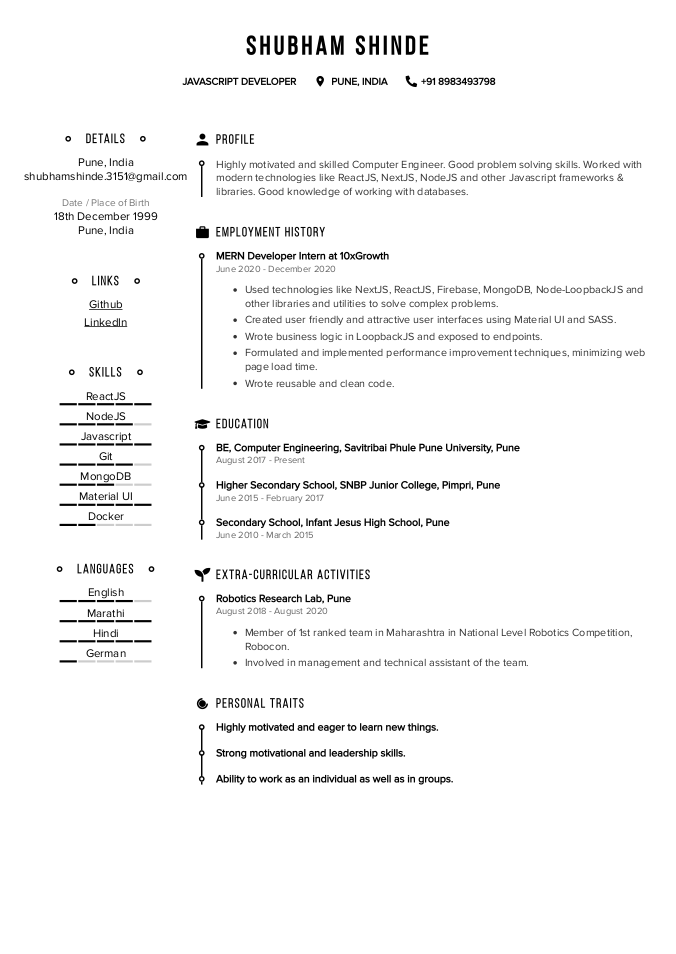 SHUBHAM SHINDE
JAVASCRIPT DEVELOPER PUNE, INDIA +91 8983493798
DETAILS
Pune, India
shubhamshinde.3151@gmail.com
Date / Place of Birth
18th December 1999
Pune, India
LINKS
Github
LinkedIn
SKILLS
ReactJS
NodeJS
Javascript
Git
MongoDB
Material UI
Docker
LANGUAGES
English
Marathi
Hindi
German
PROFILE
Highly motivated and skilled Computer Engineer. Good problem solving skills. Worked with
modern technologies like ReactJS, NextJS, NodeJS and other Javascript frameworks &
libraries. Good knowledge of working with databases.
EMPLOYMENT HISTORY
MERN Developer Intern at 10xGrowth
June 2020 - December 2020
• Used technologies like NextJS, ReactJS, Firebase, MongoDB, Node-LoopbackJS and
other libraries and utilities to solve complex problems.
• Created user friendly and attractive user interfaces using Material UI and SASS.
• Wrote business logic in LoopbackJS and exposed to endpoints.
• Formulated and implemented performance improvement techniques, minimizing web
page load time.
• Wrote reusable and clean code.
EDUCATION
BE, Computer Engineering, Savitribai Phule Pune University, Pune
August 2017 - Present
Higher Secondary School, SNBP Junior College, Pimpri, Pune
June 2015 - February 2017
Secondary School, Infant Jesus High School, Pune
June 2010 - March 2015
EXTRA-CURRICULAR ACTIVITIES
Robotics Research Lab, Pune
August 2018 - August 2020
• Member of 1st ranked team in Maharashtra in National Level Robotics Competition,
Robocon.
• Involved in management and technical assistant of the team.
PERSONAL TRAITS
Highly motivated and eager to learn new things.
Strong motivational and leadership skills.
Ability to work as an individual as well as in groups.